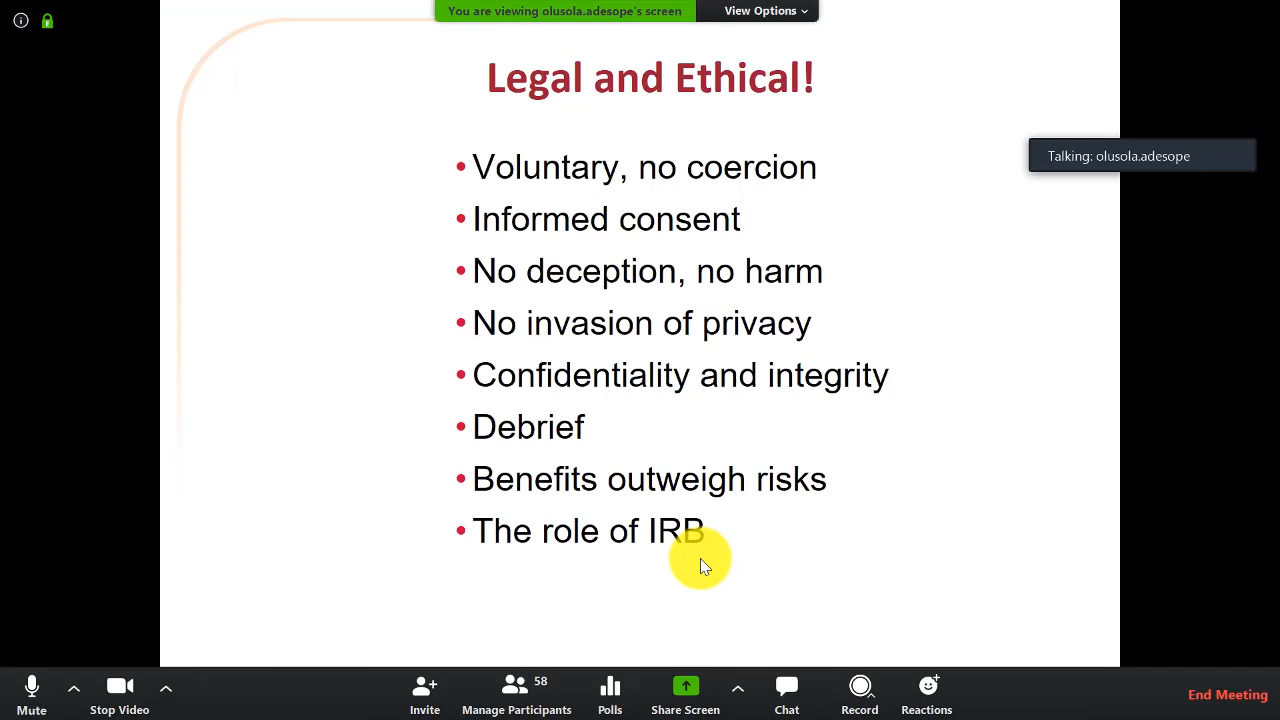 You are viewing olusola.adesope's screen
View Options
E
Legal and Ethical!
Talking: olusola.adesope
• Voluntary, no coercion
• Informed consent
• No deception, no harm
• No invasion of privacy
• Confidentiality and integrity
• Debrief
• Benefits outweigh risks
• The role of IRB
58
Mute
Stop Video
Invite
Manage Participants
Polls
Share Screen
Chat
Record
Reactions
End Meeting